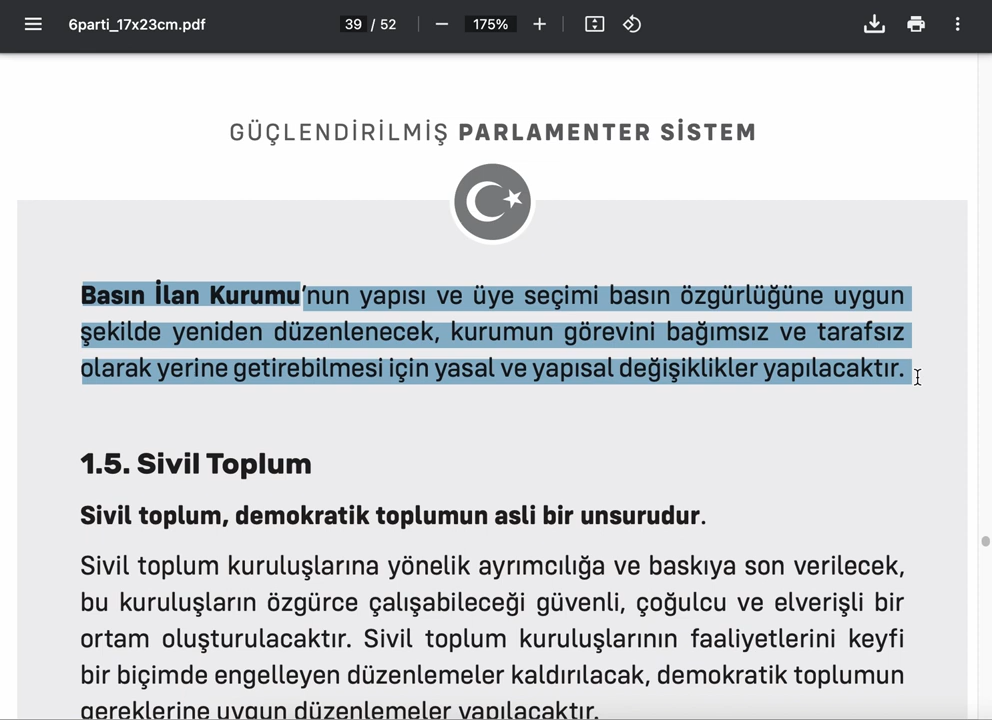 6parti_17x23cm.pdf
39 / 52
175%
GÜÇLENDİRİLMİŞ PARLAMENTER SİSTEM
Basın İlan Kurumu'nun yapısı ve üye seçimi basın özgürlüğüne uygun
şekilde yeniden düzenlenecek, kurumun görevini bağımsız ve tarafsız
olarak yerine getirebilmesi için yasal ve yapısal değişiklikler yapılacaktır.
1.5. Sivil Toplum
Sivil toplum, demokratik toplumun asli bir unsurudur.
Sivil toplum kuruluşlarına yönelik ayrımcılığa ve baskıya son verilecek,
bu kuruluşların özgürce çalışabileceği güvenli, çoğulcu ve elverişli bir
ortam oluşturulacaktır. Sivil toplum kuruluşlarının faaliyetlerini keyfi
bir biçimde engelleyen düzenlemeler kaldırılacak, demokratik toplumun
gereklerine uygun düzenlemeler yapılacaktır.